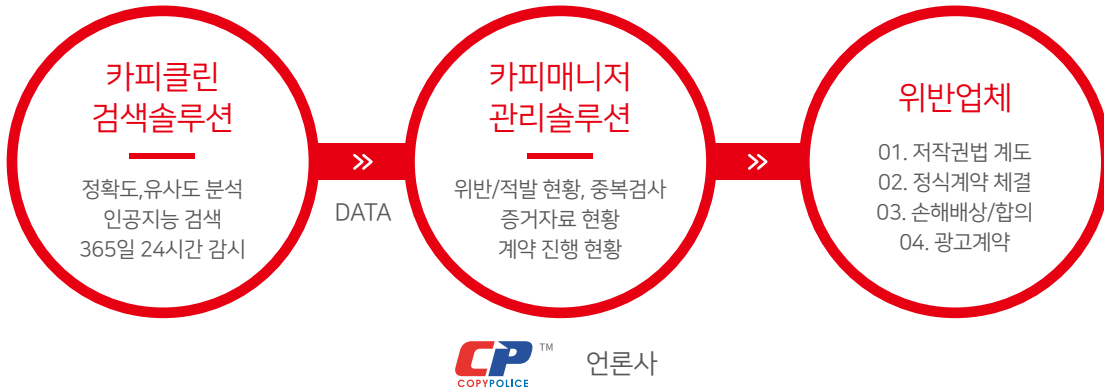 카피클린
검색솔루션
정확도,유사도 분석
인공지능 검색
365일 24시간 감시
DATA
카피매니저
관리솔루션
위반/적발 현황, 중복검사
증거자료 현황
계약 진행 현황
위반업체
01. 저작권법 계도
02. 정식계약 체결
03. 손해배상/합의
04. 광고계약
CP TM
COPYPOLICE
언론사